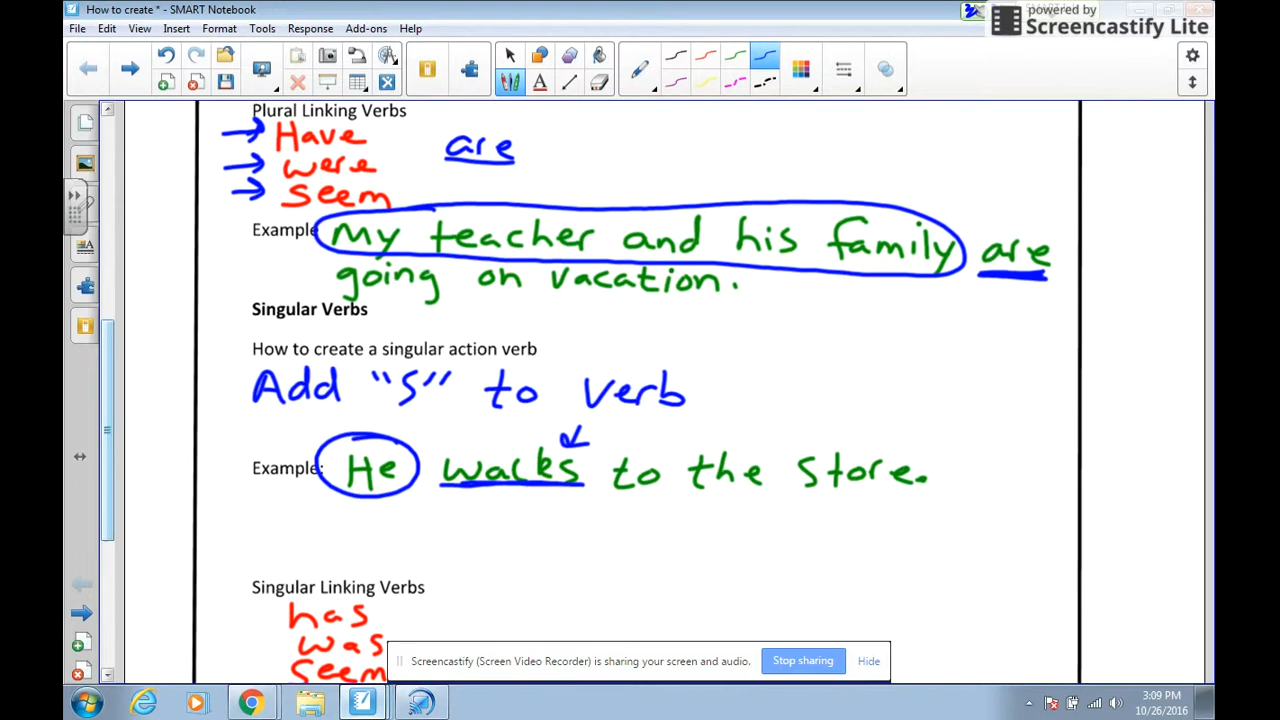 How to create * - SMART Notebook
powered by
Screencastify Lite
File Edit View Insert Format Tools Response Add-ons Help
Plural Linking Verbs
Have
are
were
seem
Example My teacher and his family are
going on vacation.
Singular Verbs
How to create a singular action verb
Add "S" to verb
Example: He walks to the store.
Singular Linking Verbs
has
was
seem
Screencastify (Screen Video Recorder) is sharing your screen and audio. Stop sharing Hide
3:09 PM
10/26/2016